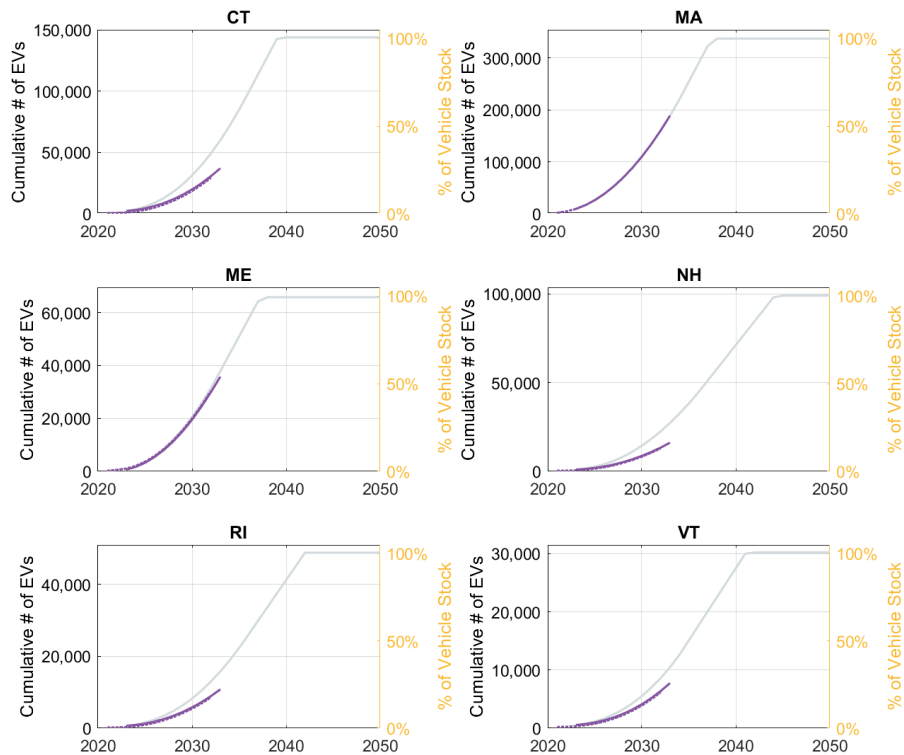 CT
Cumulative # of EVs
150,000
100,000
50,000
0
2020 2030 2040 2050
100%
50%
0%
% of Vehicle Stock
MA
Cumulative # of EVs
300,000
200,000
100,000
0
2020 2030 2040 2050
100%
50%
0%
% of Vehicle Stock
ME
Cumulative # of EVs
60,000
40,000
20,000
0
2020 2030 2040 2050
100%
50%
0%
% of Vehicle Stock
NH
Cumulative # of EVs
100,000
50,000
0
2020 2030 2040 2050
100%
50%
0%
% of Vehicle Stock
RI
Cumulative # of EVs
40,000
20,000
0
2020 2030 2040 2050
100%
50%
0%
% of Vehicle Stock
VT
Cumulative # of EVs
30,000
20,000
10,000
0
2020 2030 2040 2050
100%
50%
0%
% of Vehicle Stock